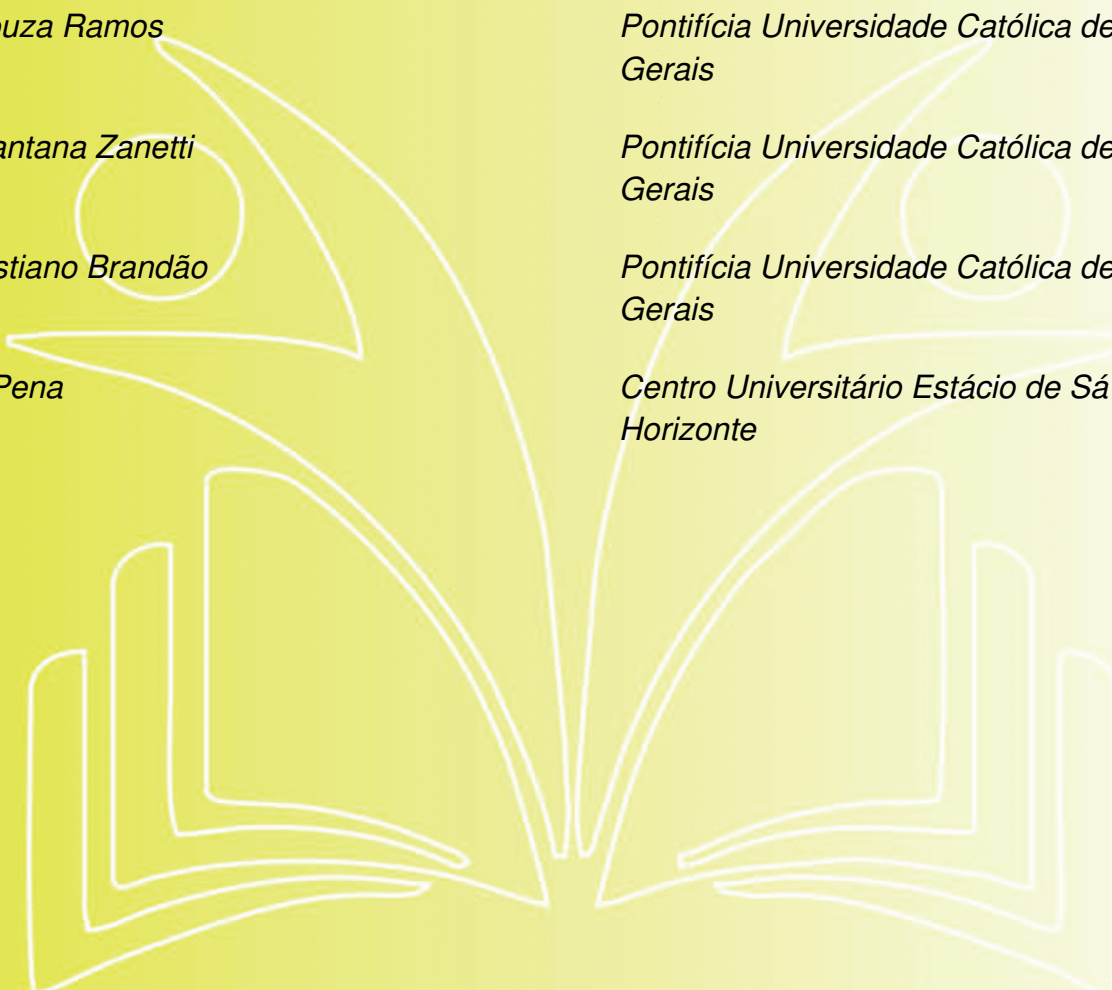 ouza Ramos
Pontifícia Universidade Católica de
Gerais
antana Zanetti
Pontifícia Universidade Católica de
Gerais
stiano Brandão
Pontifícia Universidade Católica de
Gerais
Pena
Centro Universitário Estácio de Sá
Horizonte